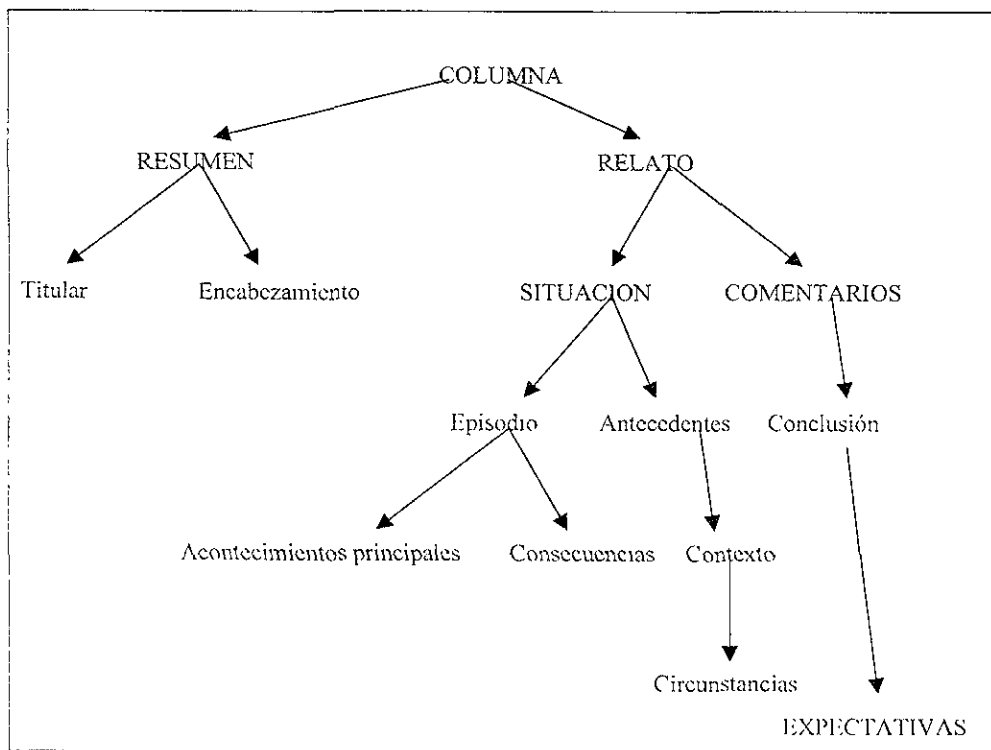 COLUMNA
RESUMEN RELATO
Titular Encabezamiento SITUACION COMENTARIOS
Episodio Antecedentes Conclusión
Acontecimientos principales Consecuencias Contexto
Circunstancias
EXPECTATIVAS